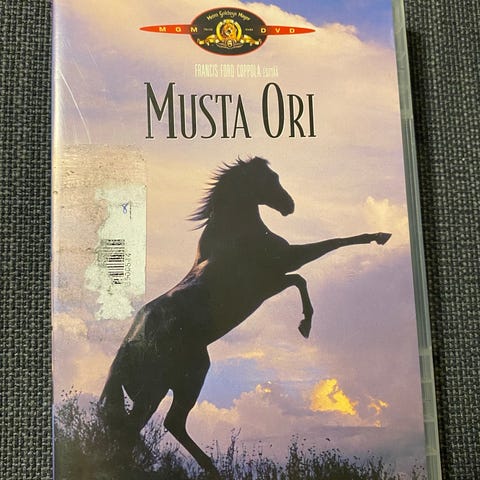 Metro Goldwyn Mayer
MGM DVD
FRANCIS FORD COPPOLA ESITTÄÄ
MUSTA ORI